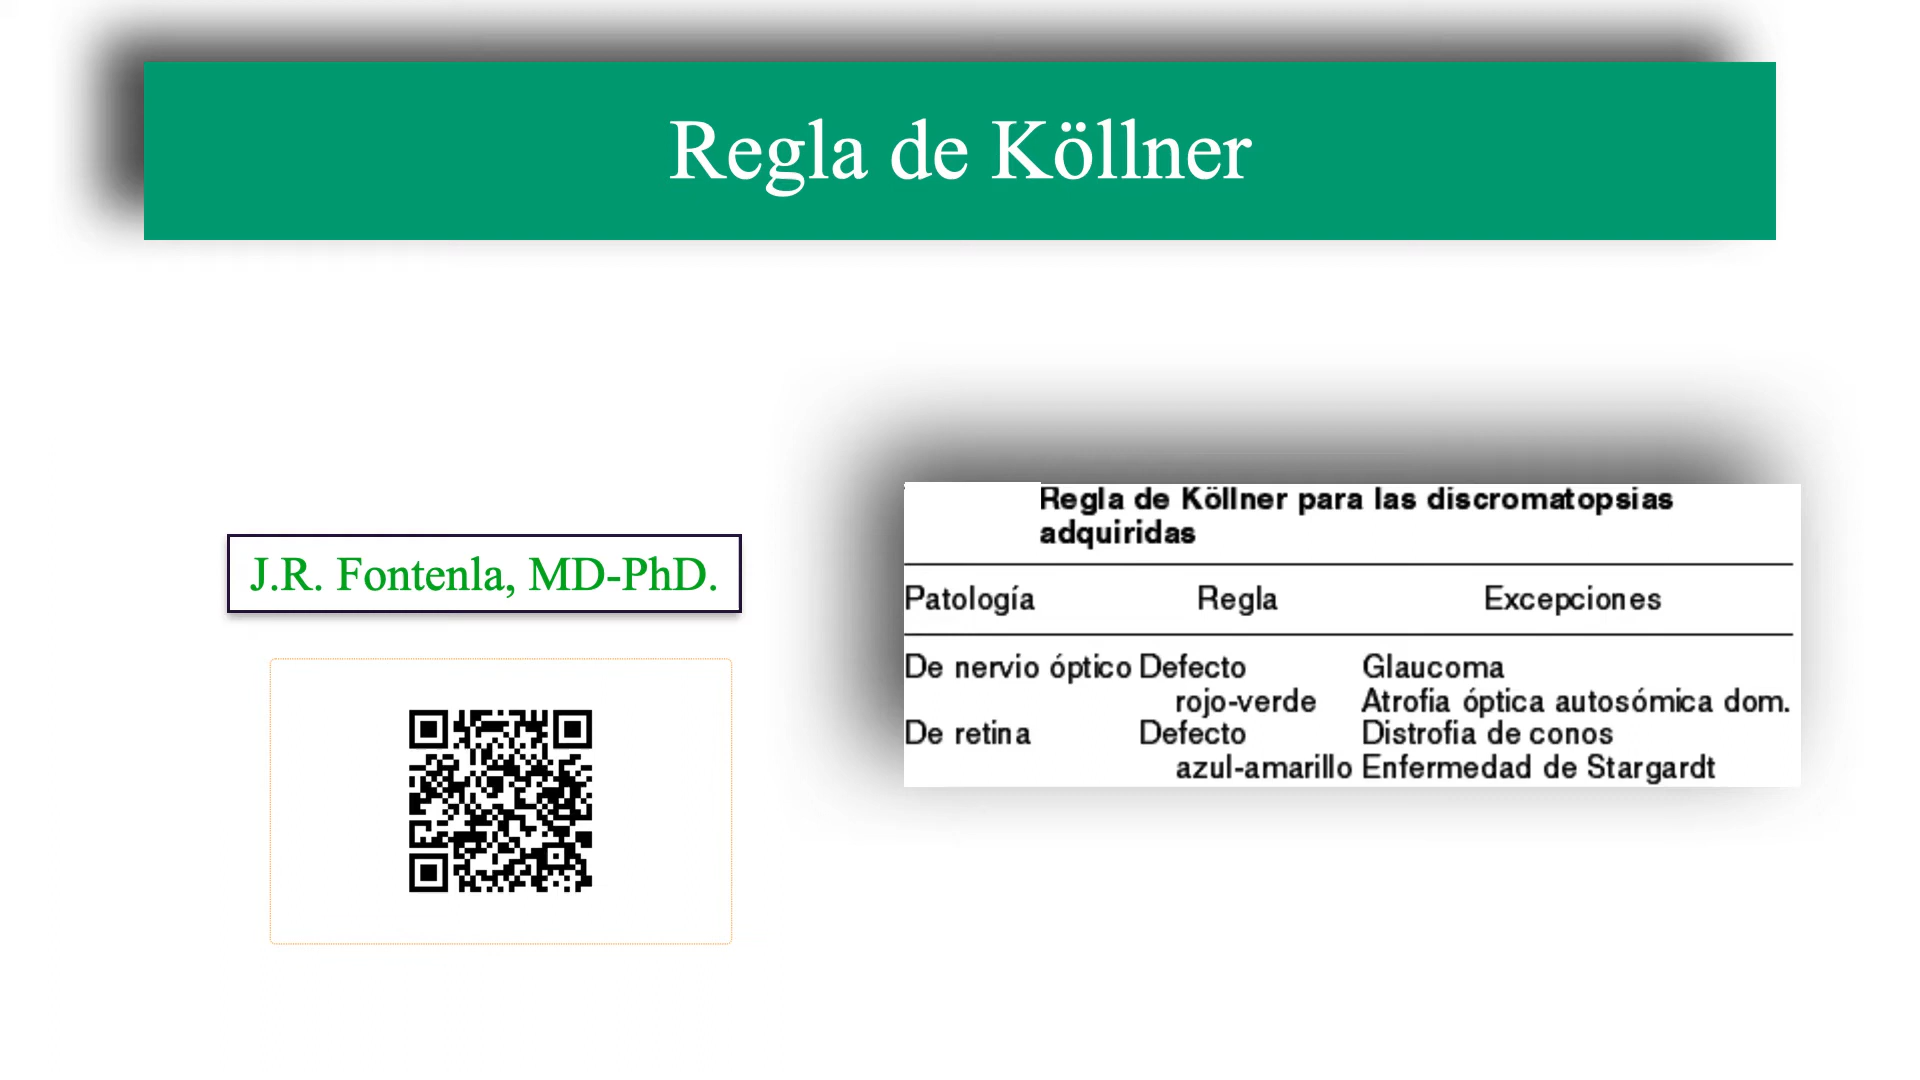 Regla de Köllner
J.R. Fontenla, MD-PhD.
Regla de Köllner para las discromatopsias
adquiridas
Patología Regla Excepciones
De nervio óptico Defecto Glaucoma
rojo-verde Atrofia óptica autosómica dom.
De retina Defecto Distrofia de conos
azul-amarillo Enfermedad de Stargardt